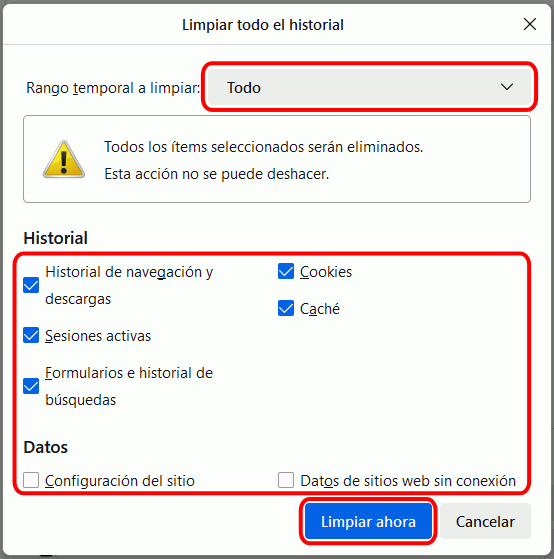 Limpiar todo el historial
Rango temporal a limpiar: Todo
Todos los ítems seleccionados serán eliminados.
Esta acción no se puede deshacer.
Historial
Historial de navegación y
descargas
Cookies
Caché
Sesiones activas
Formularios e historial de
búsquedas
Datos
Configuración del sitio
Datos de sitios web sin conexión
Limpiar ahora
Cancelar